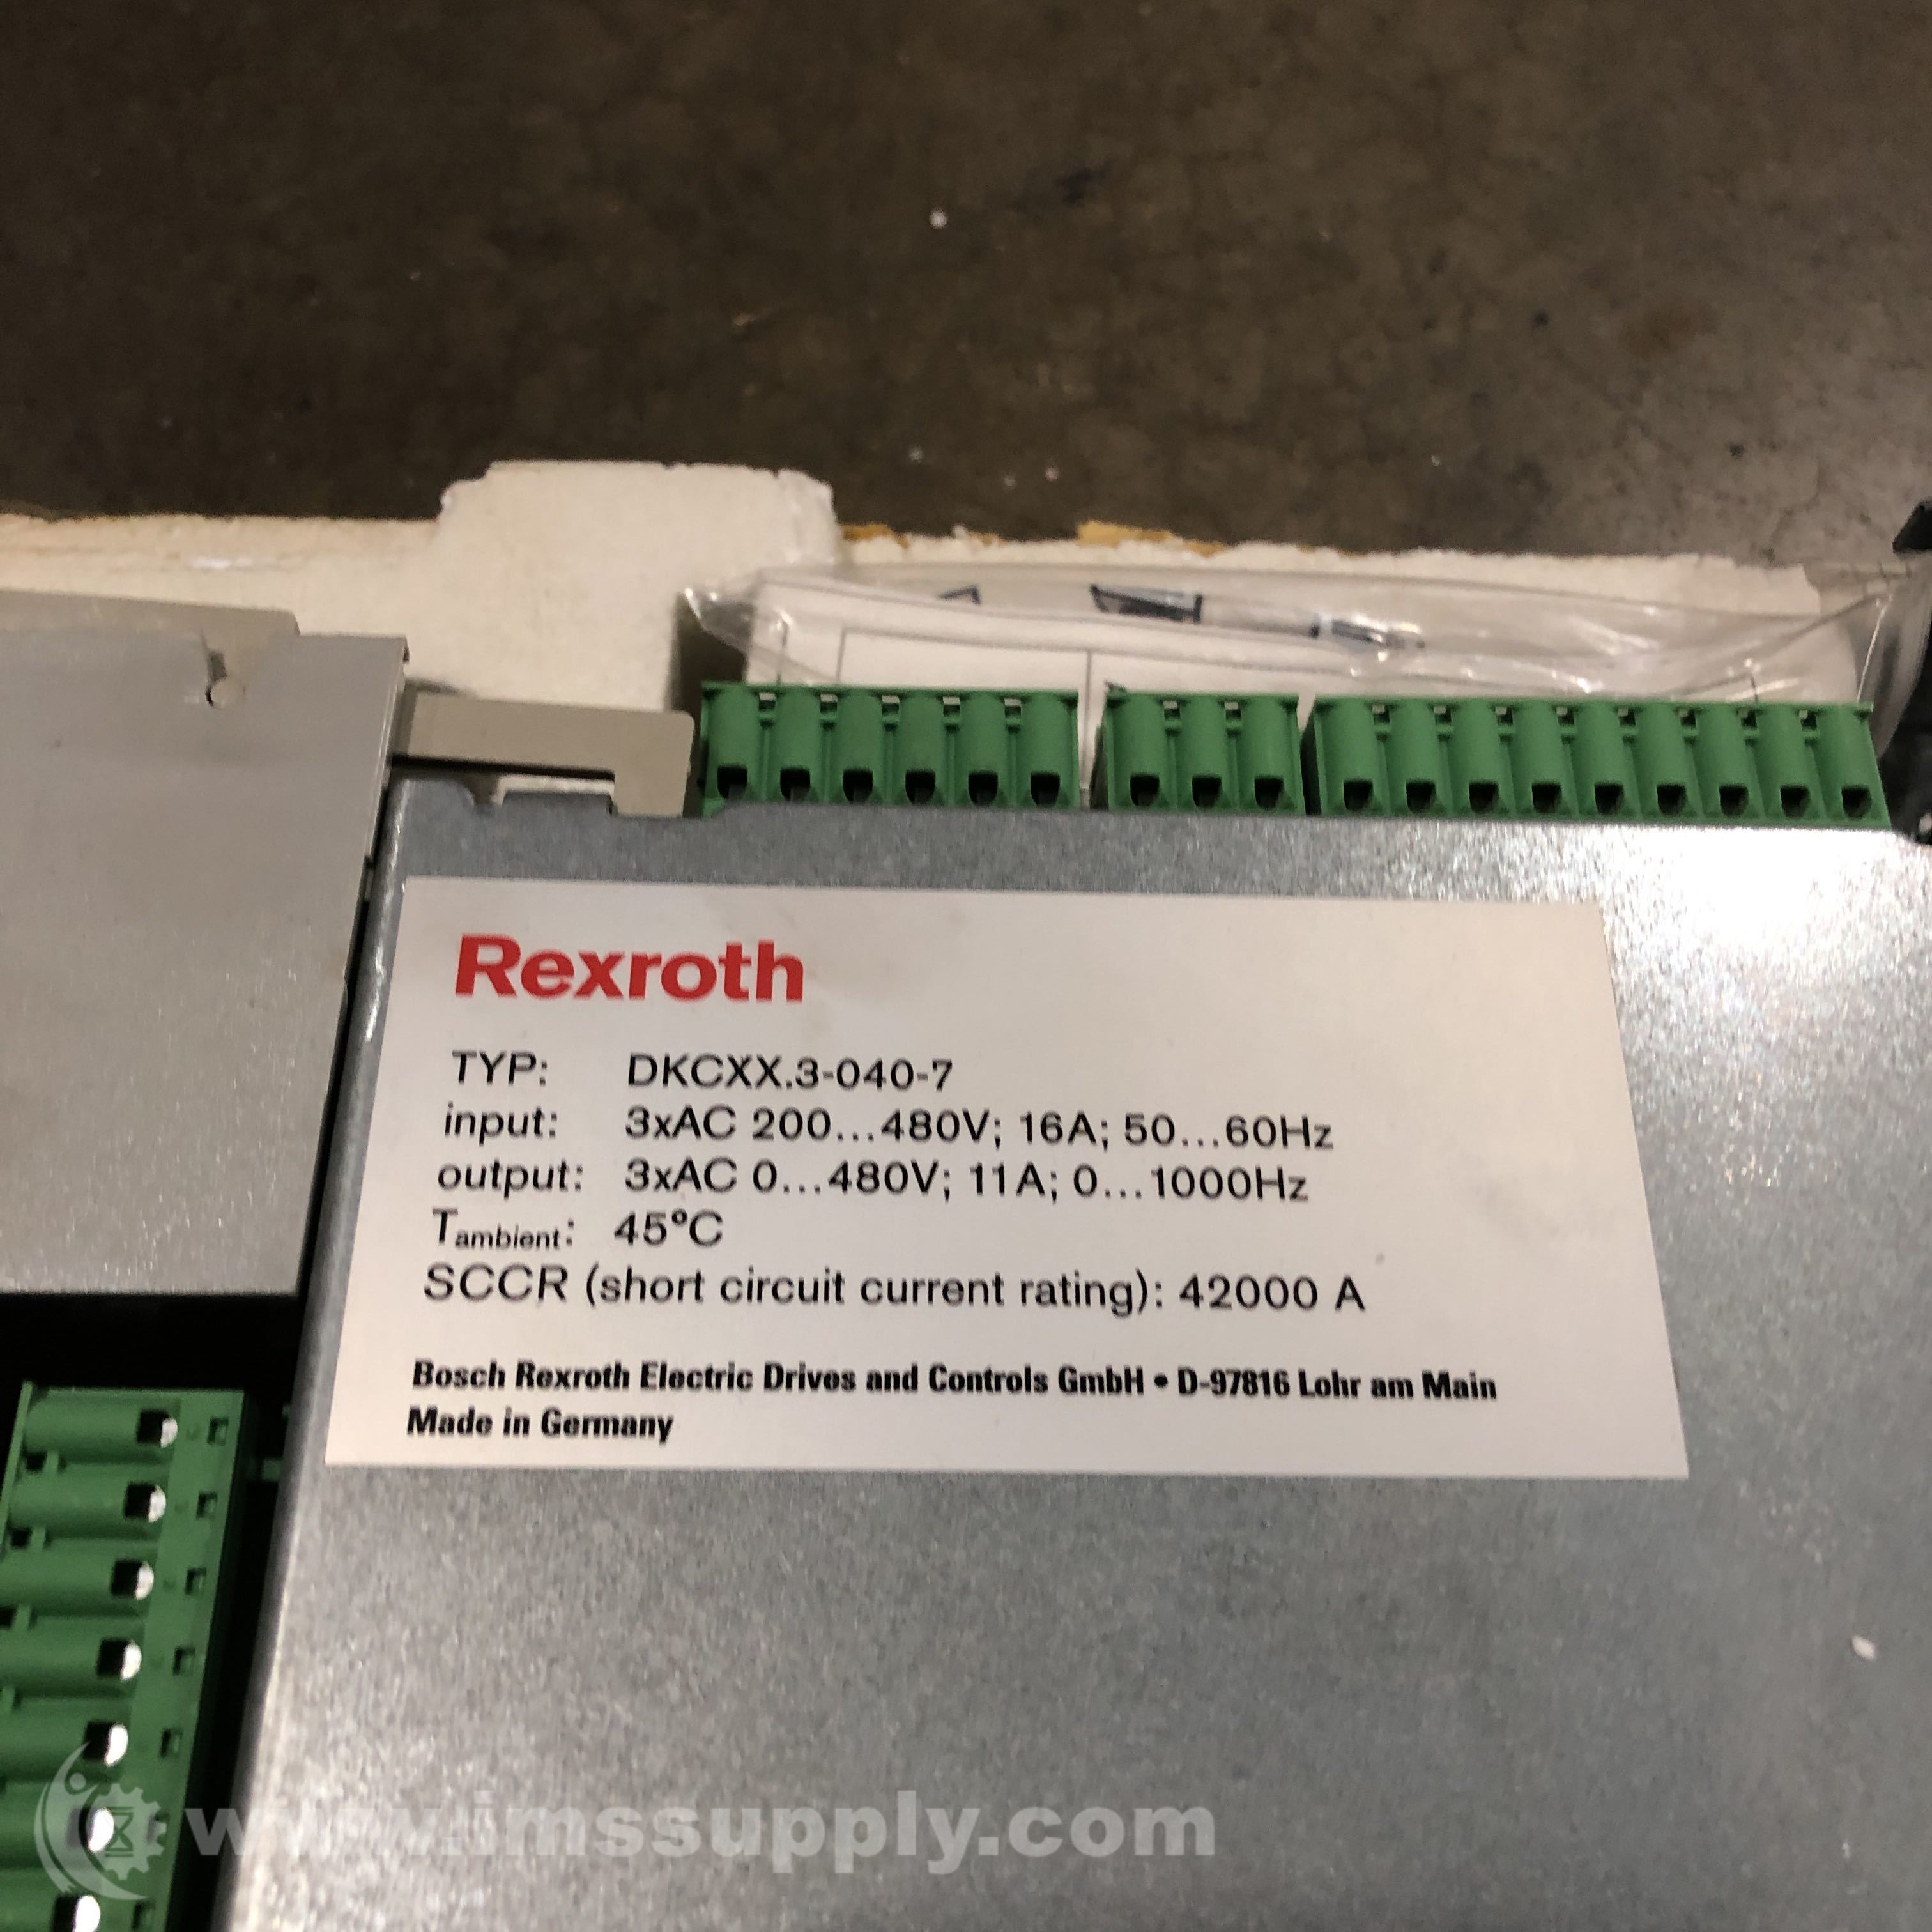 Rexroth
TYP: DKCXX.3-040-7
input: 3xAC 200...480V; 16A; 50...60Hz
output: 3xAC 0...480V; 11A; 0...1000Hz
Tambient: 45°C
SCCR (short circuit current rating): 42000 A
Bosch Rexroth Electric Drives and Controls GmbH • D-97816 Lohr am Main
Made in Germany
www.imssupply.com